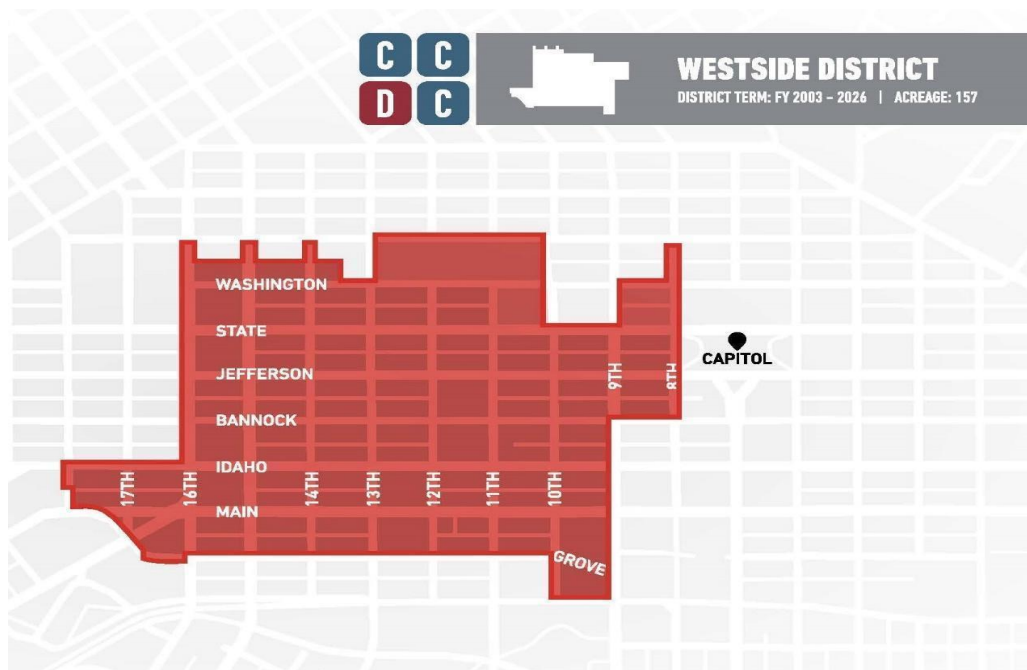 C C
D C
WESTSIDE DISTRICT
DISTRICT TERM: FY 2003 – 2026 | ACREAGE: 157
WASHINGTON
STATE
CAPITOL
JEFFERSON
9TH
8TH
BANNOCK
IDAHO
17TH
16TH
14TH
13TH
12TH
11TH
10TH
MAIN
GROVE